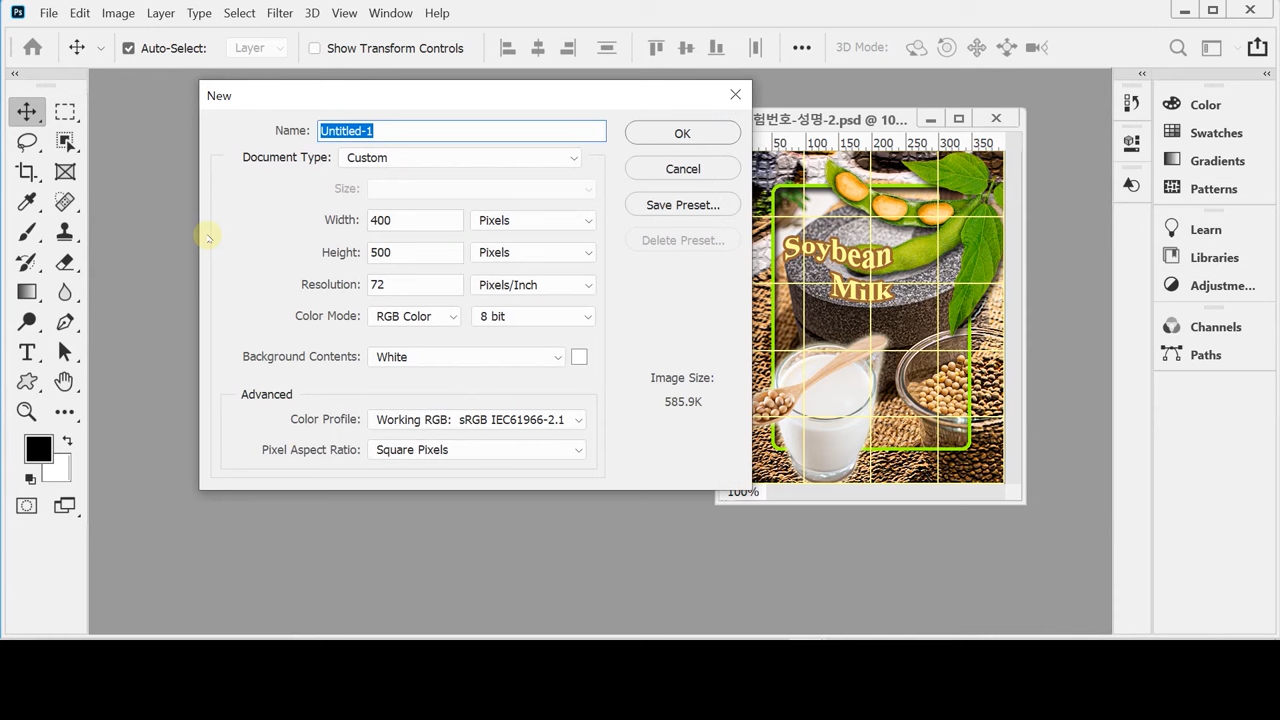 Ps File Edit Image Layer Type Select Filter 3D View Window Help
Auto-Select: Layer Show Transform Controls 3D Mode:
New
Name: Untitled-1
OK
Document Type: Custom
Cancel
Size:
Save Preset...
Width: 400 Pixels
Delete Preset...
Height: 500 Pixels
Resolution: 72 Pixels/Inch
Color Mode: RGB Color 8 bit
Background Contents: White
Image Size:
585.9K
Advanced
Color Profile: Working RGB: sRGB IEC61966-2.1
Pixel Aspect Ratio: Square Pixels
험번호-성명-2.psd @ 10...
50 100 150 200 250 300 350
Soybean
Milk
100%
Color
Swatches
Gradients
Patterns
Learn
Libraries
Adjustme...
Channels
Paths